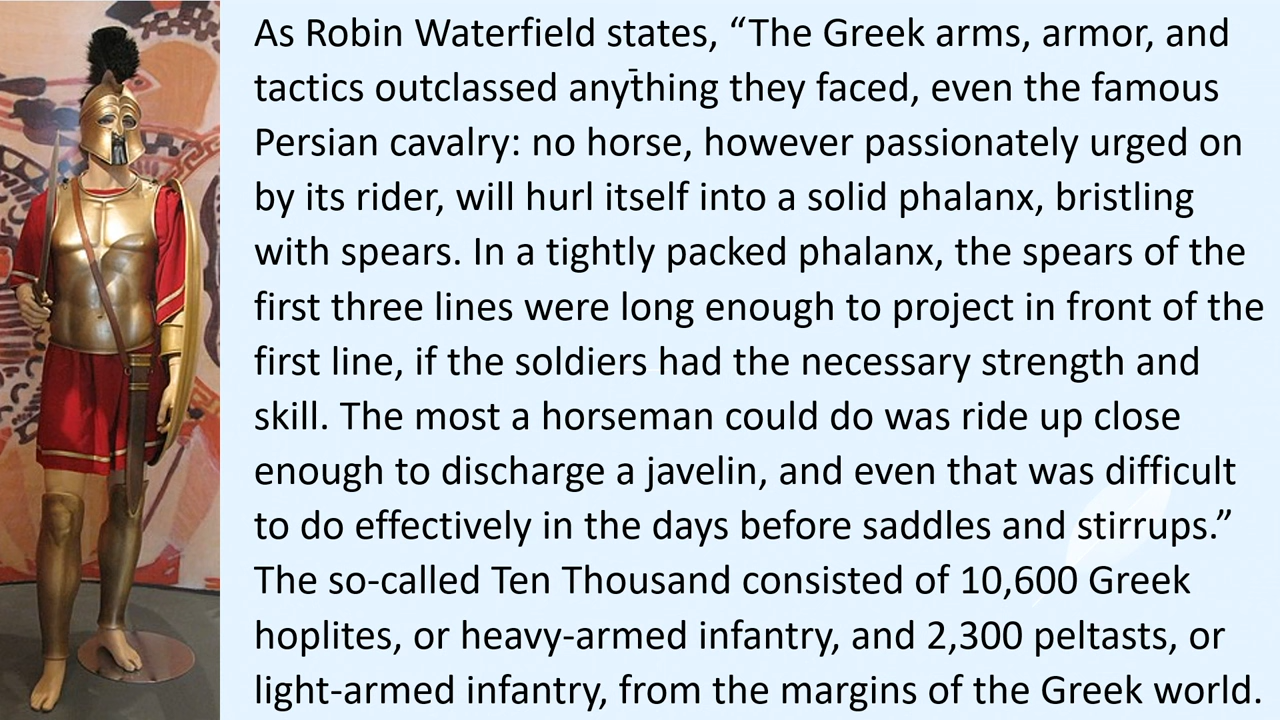 As Robin Waterfield states, “The Greek arms, armor, and
tactics outclassed anything they faced, even the famous
Persian cavalry: no horse, however passionately urged on
by its rider, will hurl itself into a solid phalanx, bristling
with spears. In a tightly packed phalanx, the spears of the
first three lines were long enough to project in front of the
first line, if the soldiers had the necessary strength and
skill. The most a horseman could do was ride up close
enough to discharge a javelin, and even that was difficult
to do effectively in the days before saddles and stirrups.”
The so-called Ten Thousand consisted of 10,600 Greek
hoplites, or heavy-armed infantry, and 2,300 peltasts, or
light-armed infantry, from the margins of the Greek world.